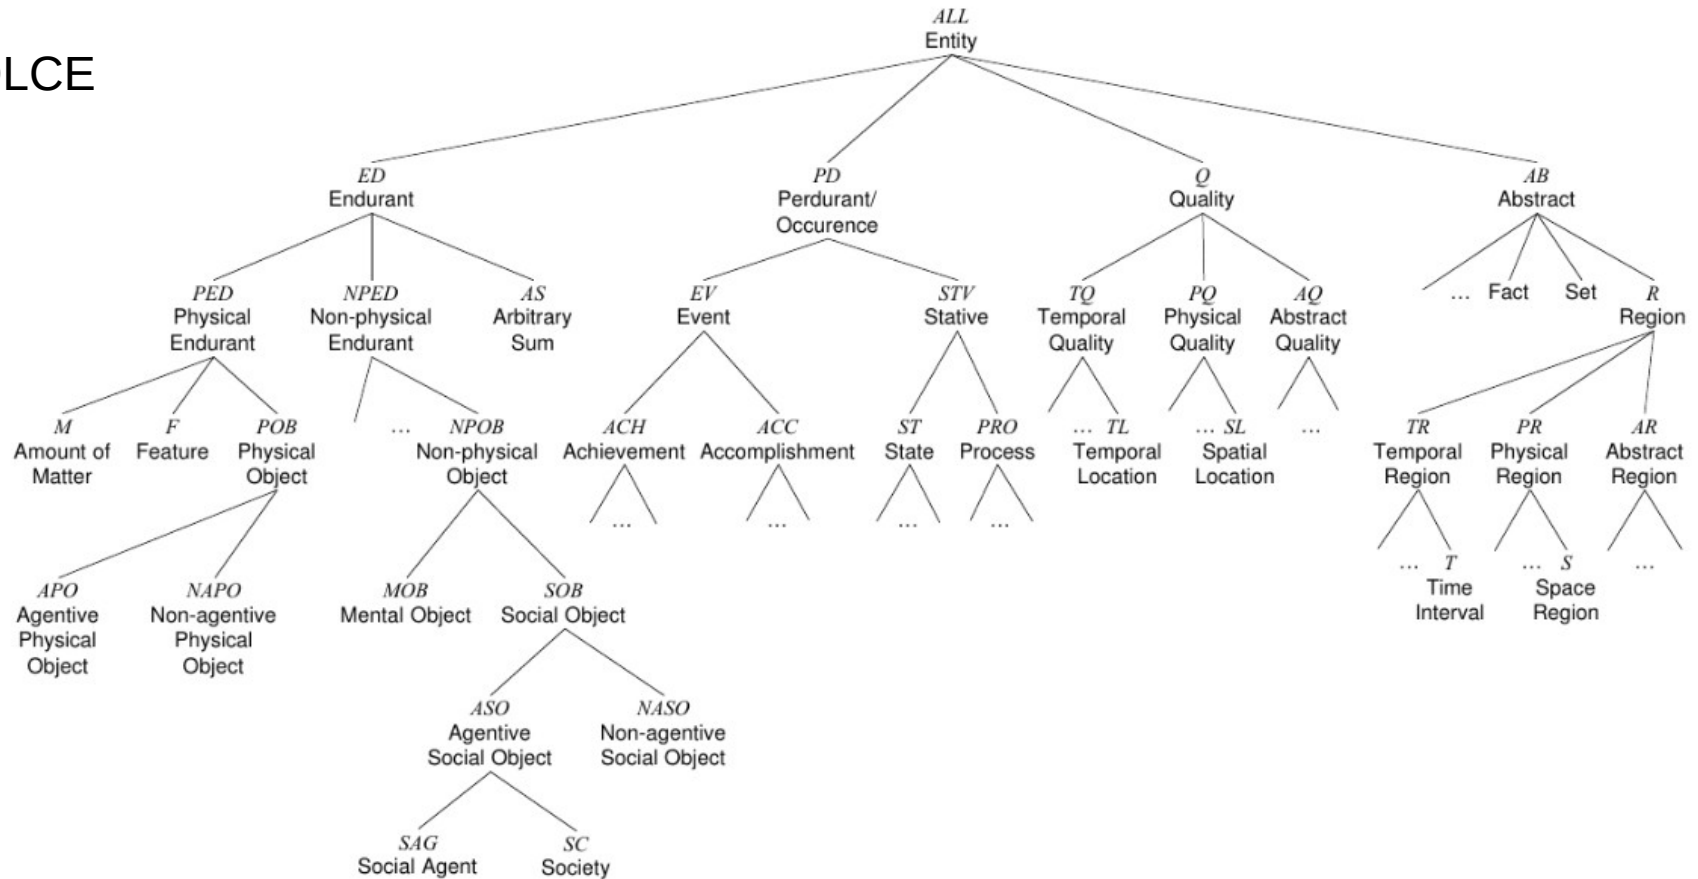 LCE
ALL
Entity
ED
Endurant
PD
Perdurant/
Occurence
Q
Quality
AB
Abstract
PED
Physical
Endurant
NPED
Non-physical
Endurant
AS
Arbitrary
Sum
EV
Event
STV
Stative
TQ
Temporal
Quality
PQ
Physical
Quality
AQ
Abstract
Quality
... Fact
Set
R
Region
M
Amount of
Matter
F
Feature
POB
Physical
Object
... NPOB
Non-physical
Object
ACH
Achievement
ACC
Accomplishment
ST
State
PRO
Process
... TL
Temporal
Location
... SL
Spatial
Location
...
TR
Temporal
Region
PR
Physical
Region
AR
Abstract
Region
...
...
...
...
APO
Agentive
Physical
Object
NAPO
Non-agentive
Physical
Object
MOB
Mental Object
SOB
Social Object
... T
Time
Interval
... S
Space
Region
...
ASO
Agentive
Social Object
NASO
Non-agentive
Social Object
SAG
Social Agent
SC
Society